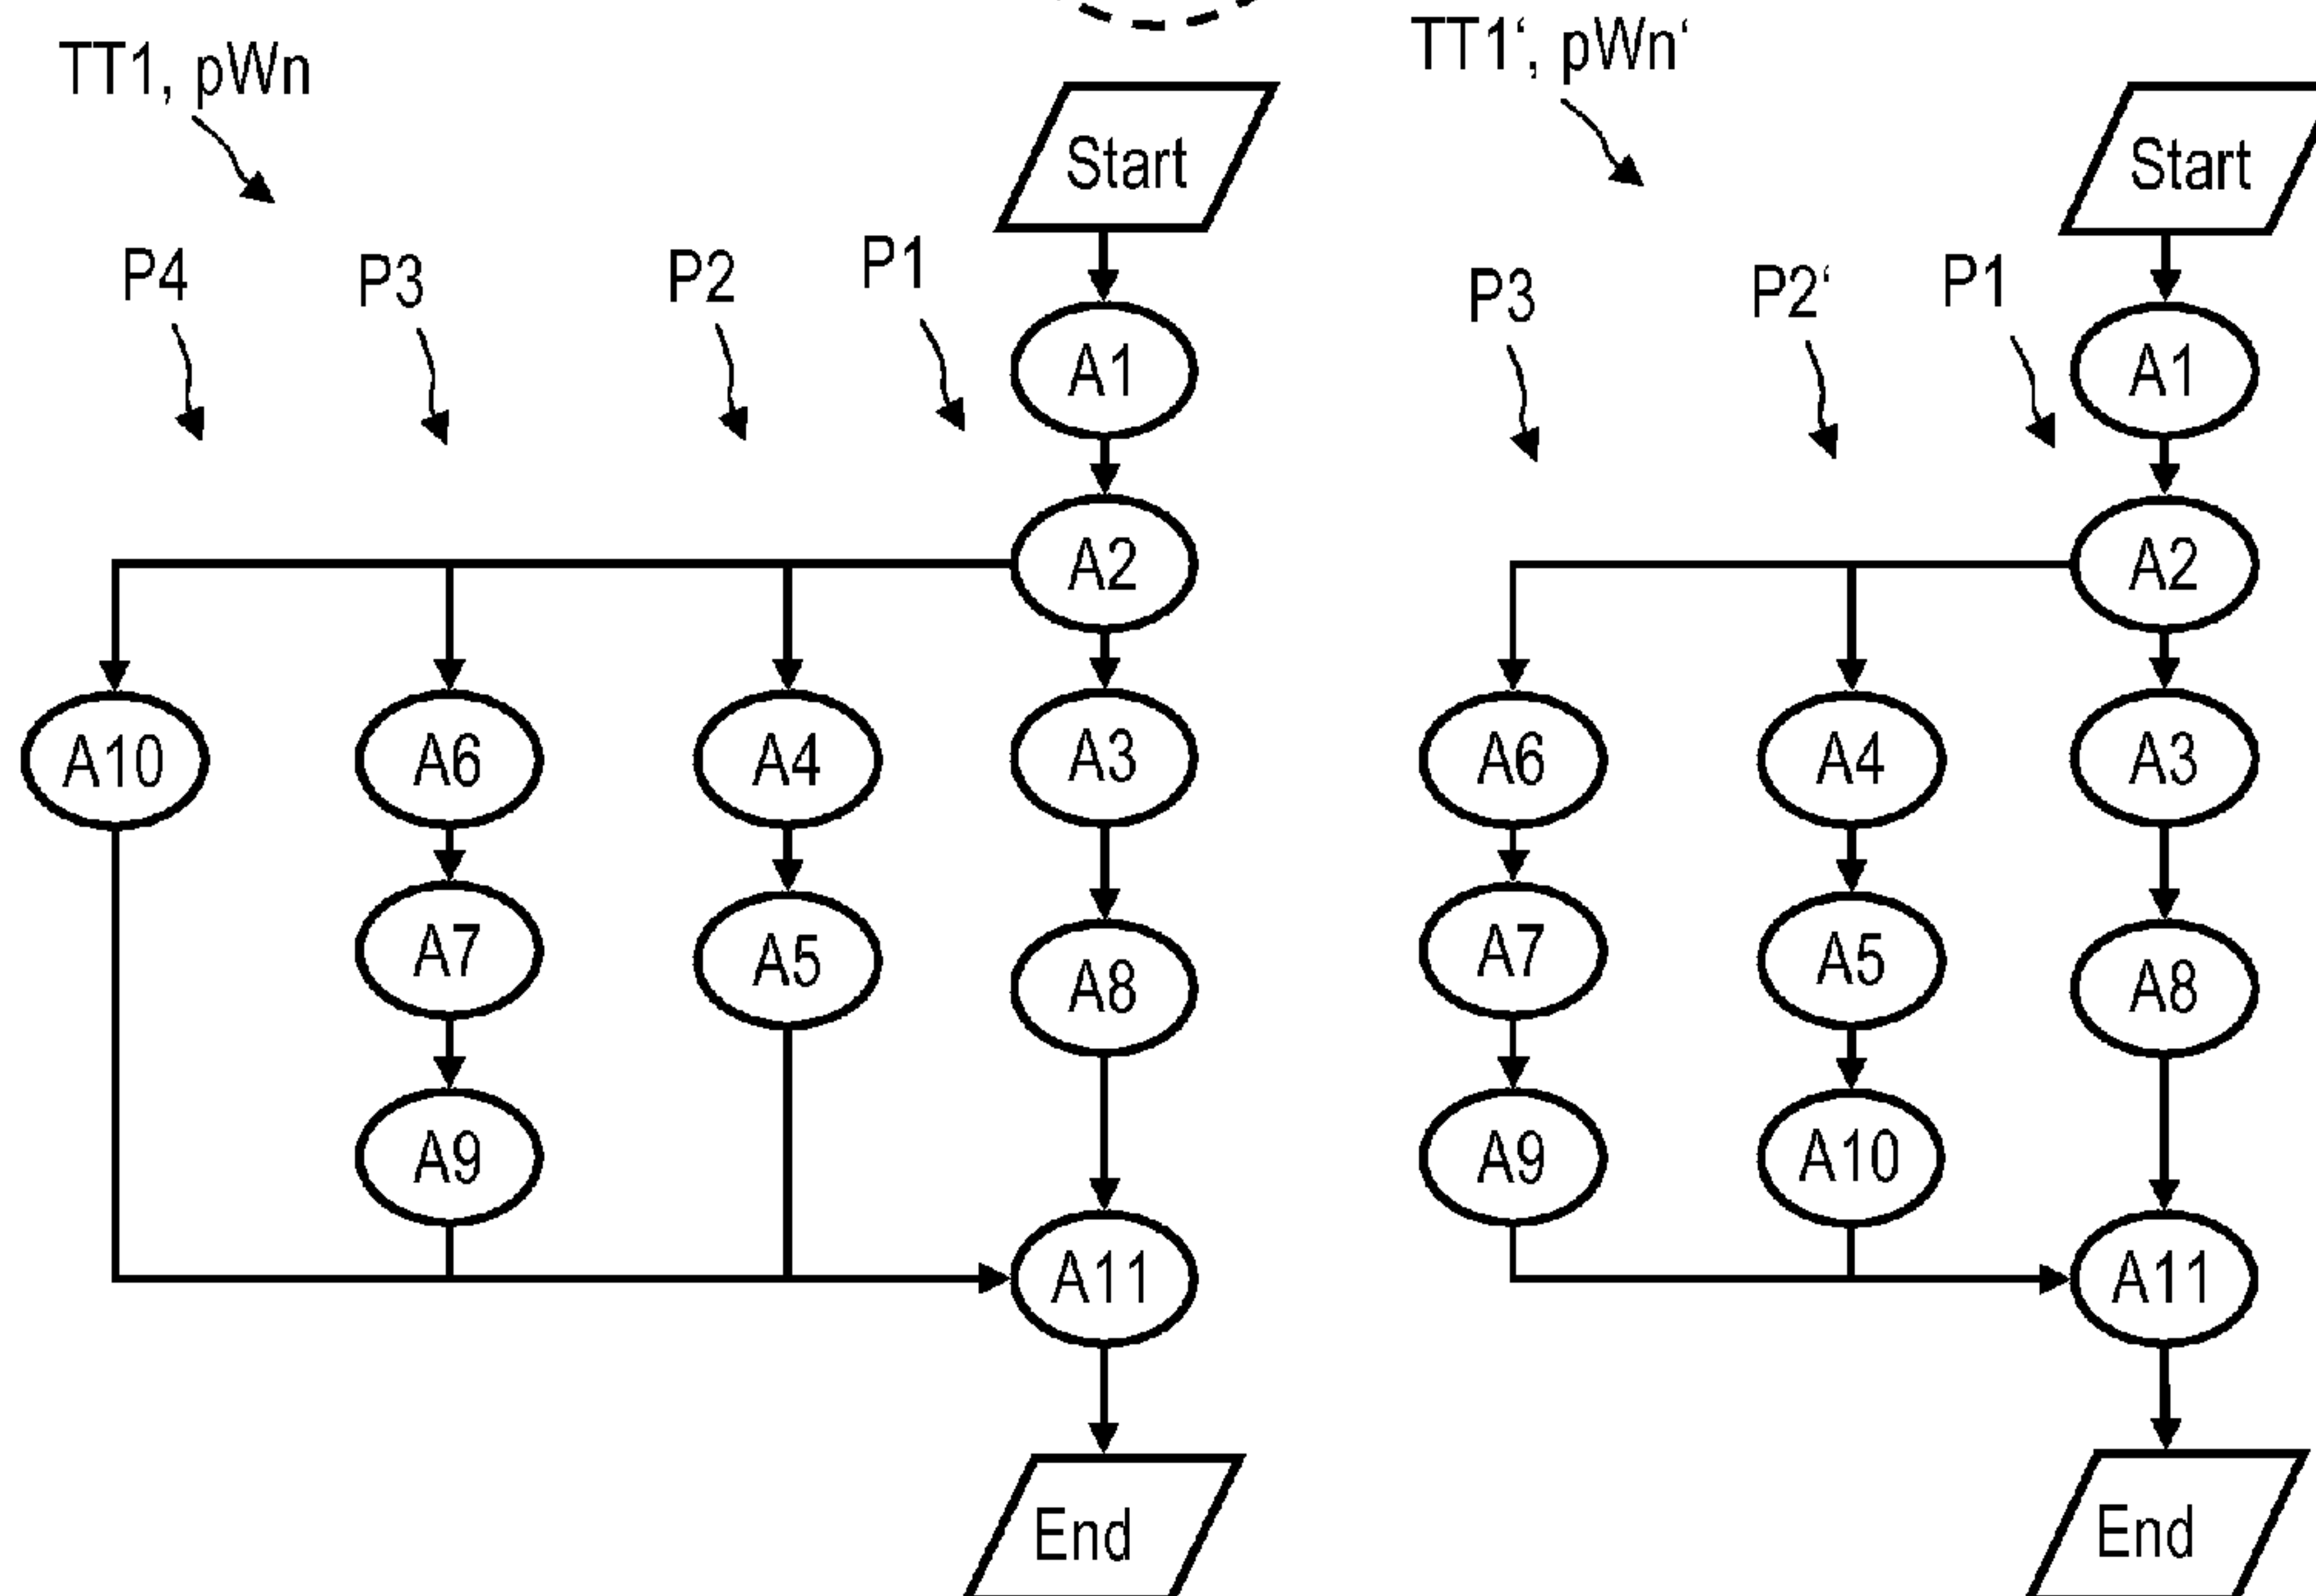 TT1, pWn
Start
P4
P3
P2
P1
A1
A2
A10
A6
A4
A3
A7
A5
A8
A9
A11
End
TT1‘, pWn‘
Start
P3
P2‘
P1
A1
A2
A6
A4
A3
A7
A5
A8
A9
A10
A11
End